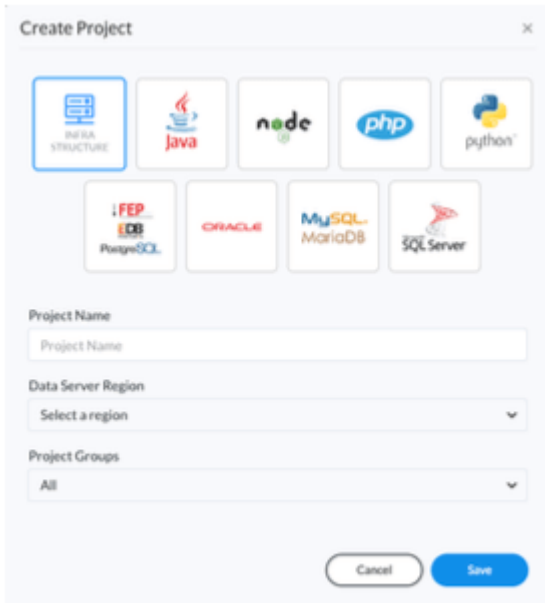 Create Project
×
INFRA
STRUCTURE
Java
node
php
python
FEP
EDB
PostgreSQL
ORACLE
MySQL
MariaDB
SQL Server
Project Name
Project Name
Data Server Region
Select a region
Project Groups
All
Cancel
Save